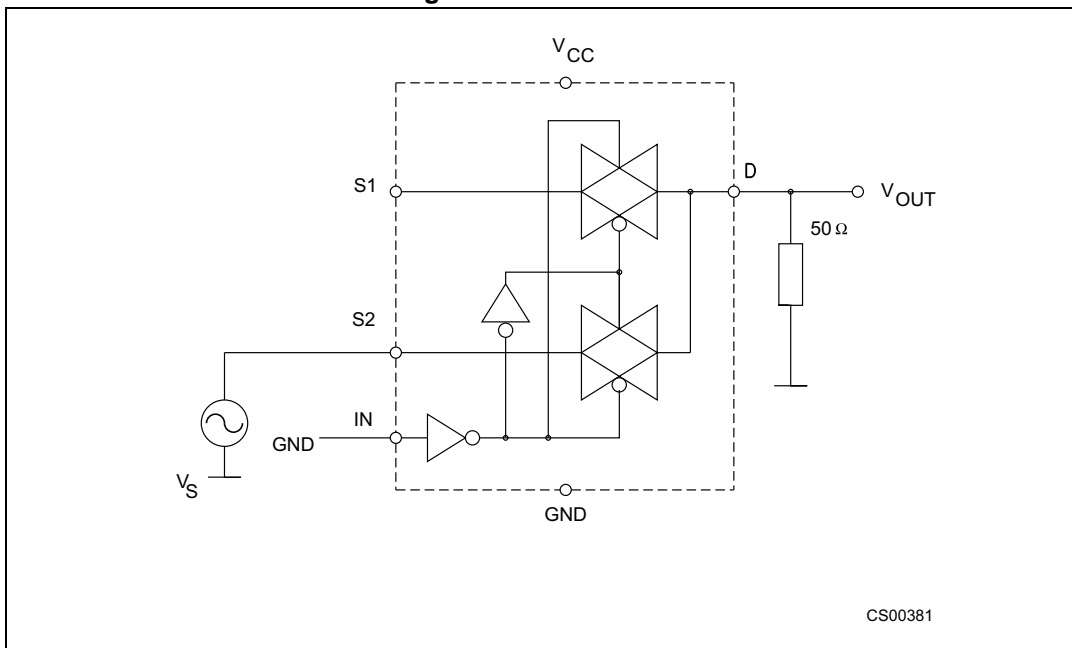 g
VCC
S1
D
VOUT
50 Ω
S2
IN
GND
VS
GND
CS00381